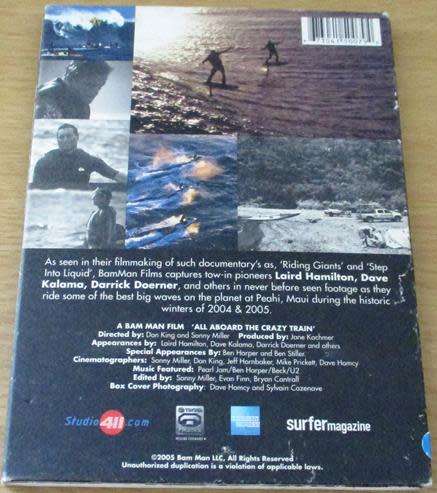 As seen in their filmmaking of such documentary's as, 'Riding Giants' and 'Step
Into Liquid', BamMan Films captures tow-in pioneers Laird Hamilton, Dave
Kalama, Darrick Doerner, and others in never before seen footage as they
ride some of the best big waves on the planet at Peahi, Maui during the historic
winters of 2004 & 2005.
A BAM MAN FILM 'ALL ABOARD THE CRAZY TRAIN'
Directed by: Don King and Sonny Miller Produced by: Jane Kachmer
Appearances by: Laird Hamilton, Dave Kalama, Darrick Doerner and others
Special Appearances By: Ben Harper and Ben Stiller
Cinematographers: Sonny Miller, Don King, Jeff Hornbaker, Mike Prickett, Dave Homcy
Music Featured: Pearl Jam/Ben Harper/Beck/U2
Edited by: Sonny Miller, Evan Finn, Bryan Cantrall
Box Cover Photography: Dave Homcy and Sylvain Cazenave
Studio411.com
AMERICAN EXPRESS
surfermagazine
©2005 Bam Man LLC, All Rights Reserved
Unauthorized duplication is a violation of applicable laws.